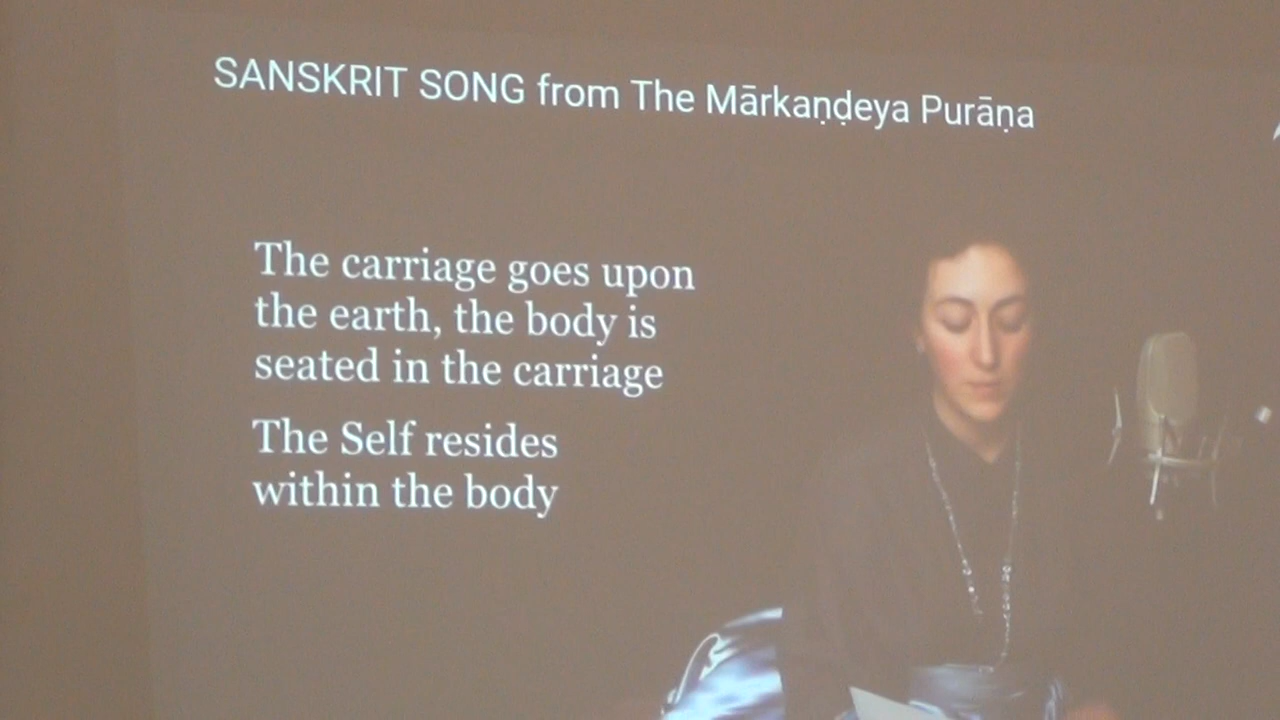 SANSKRIT SONG from The Mārkaṇḍeya Purāṇa
The carriage goes upon
the earth, the body is
seated in the carriage
The Self resides
within the body